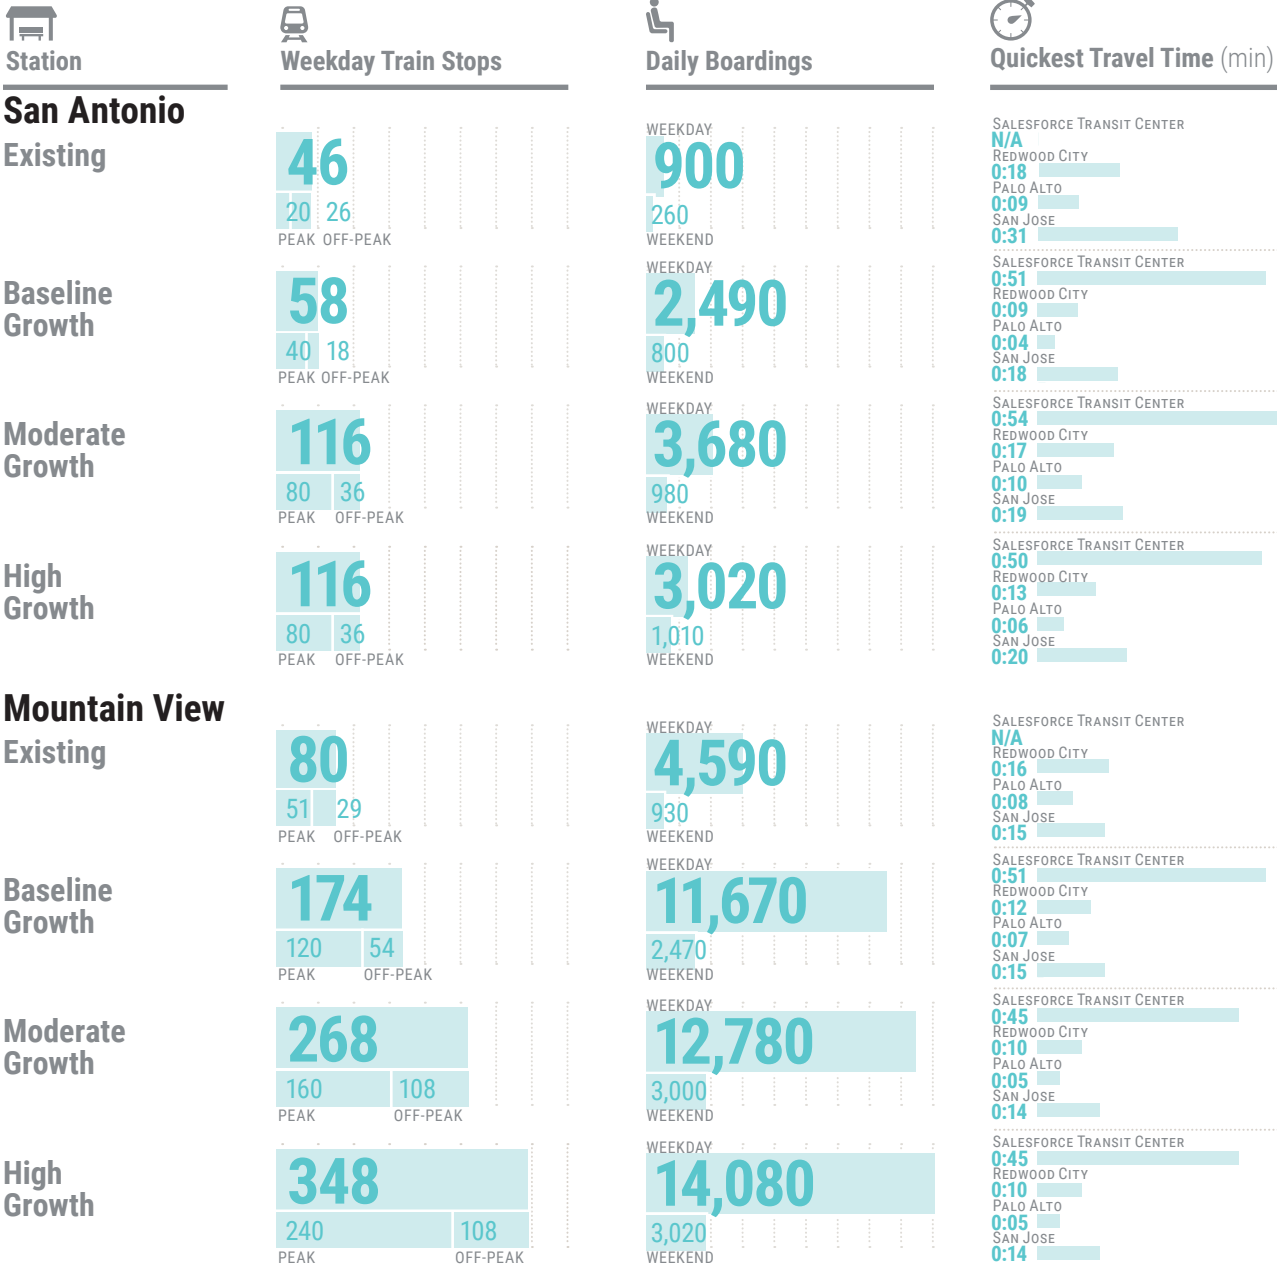 Station
Weekday Train Stops
Daily Boardings
Quickest Travel Time (min)
San Antonio
Existing
46
20 26
PEAK OFF-PEAK
WEEKDAY
900
260
WEEKEND
SALESFORCE TRANSIT CENTER
N/A
REDWOOD CITY
0:18
PALO ALTO
0:09
SAN JOSE
0:31
Baseline
Growth
58
40 18
PEAK OFF-PEAK
WEEKDAY
2,490
800
WEEKEND
SALESFORCE TRANSIT CENTER
0:51
REDWOOD CITY
0:09
PALO ALTO
0:04
SAN JOSE
0:18
Moderate
Growth
116
80 36
PEAK OFF-PEAK
WEEKDAY
3,680
980
WEEKEND
SALESFORCE TRANSIT CENTER
0:54
REDWOOD CITY
0:17
PALO ALTO
0:10
SAN JOSE
0:19
High
Growth
116
80 36
PEAK OFF-PEAK
WEEKDAY
3,020
1,010
WEEKEND
SALESFORCE TRANSIT CENTER
0:50
REDWOOD CITY
0:13
PALO ALTO
0:06
SAN JOSE
0:20
Mountain View
Existing
80
51 29
PEAK OFF-PEAK
WEEKDAY
4,590
930
WEEKEND
SALESFORCE TRANSIT CENTER
N/A
REDWOOD CITY
0:16
PALO ALTO
0:08
SAN JOSE
0:15
Baseline
Growth
174
120 54
PEAK OFF-PEAK
WEEKDAY
11,670
2,470
WEEKEND
SALESFORCE TRANSIT CENTER
0:51
REDWOOD CITY
0:12
PALO ALTO
0:07
SAN JOSE
0:15
Moderate
Growth
268
160 108
PEAK OFF-PEAK
WEEKDAY
12,780
3,000
WEEKEND
SALESFORCE TRANSIT CENTER
0:45
REDWOOD CITY
0:10
PALO ALTO
0:05
SAN JOSE
0:14
High
Growth
348
240 108
PEAK OFF-PEAK
WEEKDAY
14,080
3,020
WEEKEND
SALESFORCE TRANSIT CENTER
0:45
REDWOOD CITY
0:10
PALO ALTO
0:05
SAN JOSE
0:14